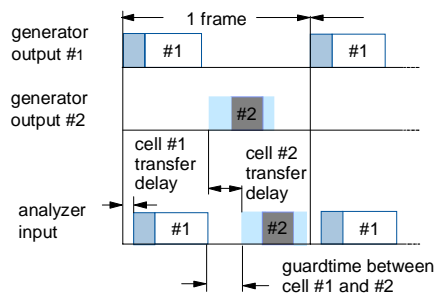 1 frame
generator
output #1
#1
#1
generator
output #2
#2
cell #1
transfer
delay
cell #2
transfer
delay
analyzer
input
#1
#2
#1
guardtime between
cell #1 and #2